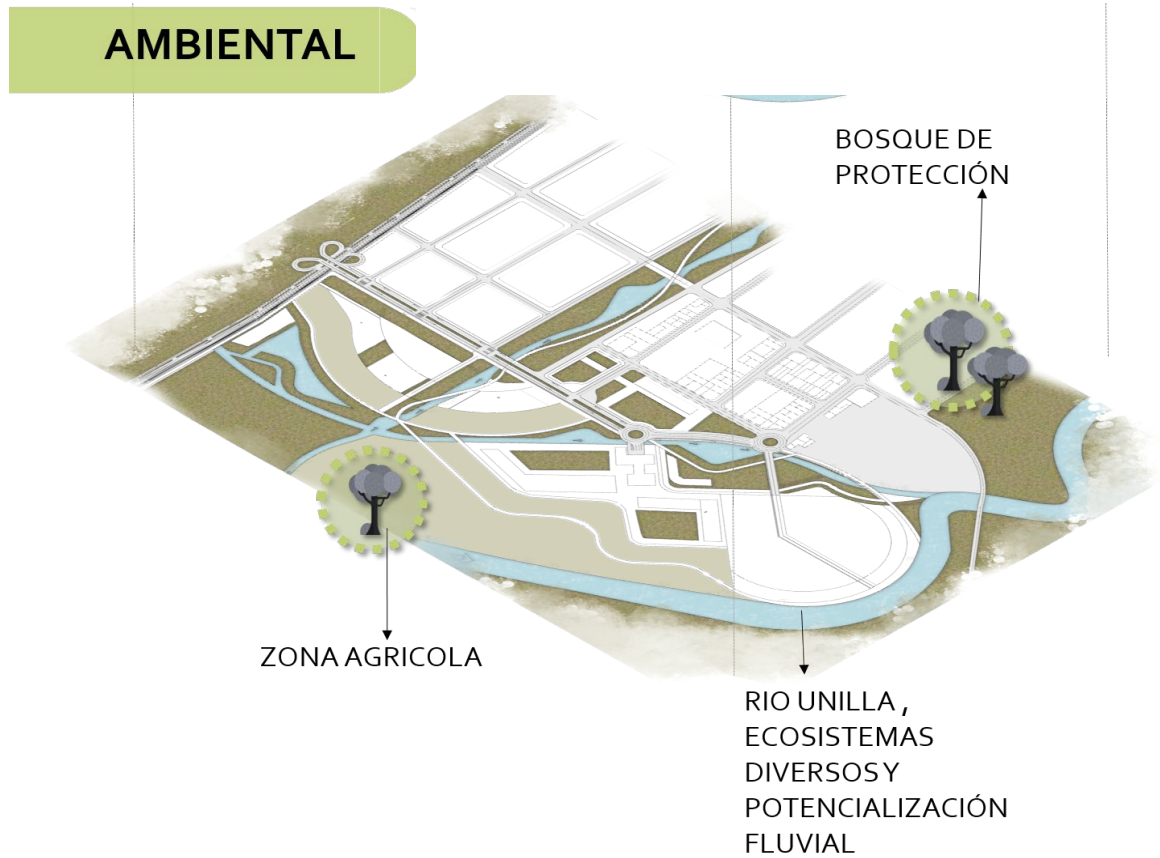 AMBIENTAL
BOSQUE DE
PROTECCIÓN
ZONA AGRICOLA
RIO UNILLA ,
ECOSISTEMAS
DIVERSOS Y
POTENCIALIZACIÓN
FLUVIAL